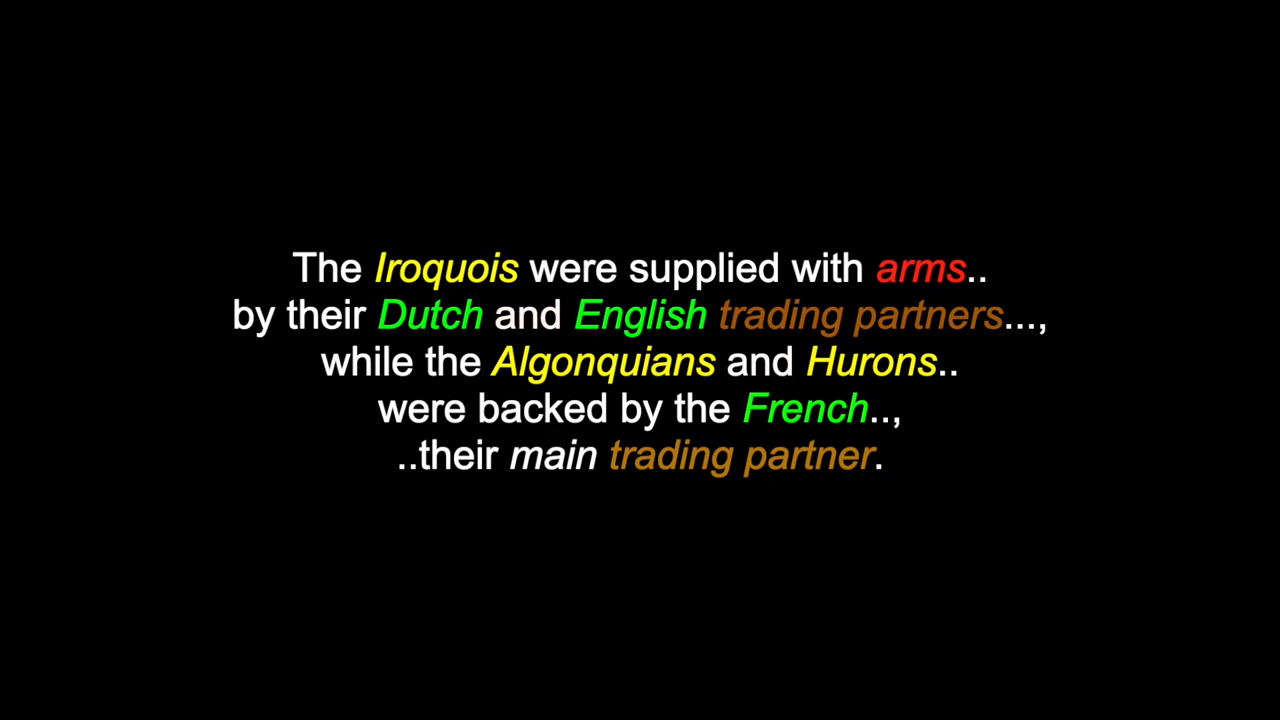 The Iroquois were supplied with arms..
by their Dutch and English trading partners...,
while the Algonquians and Hurons..
were backed by the French..,
..their main trading partner.